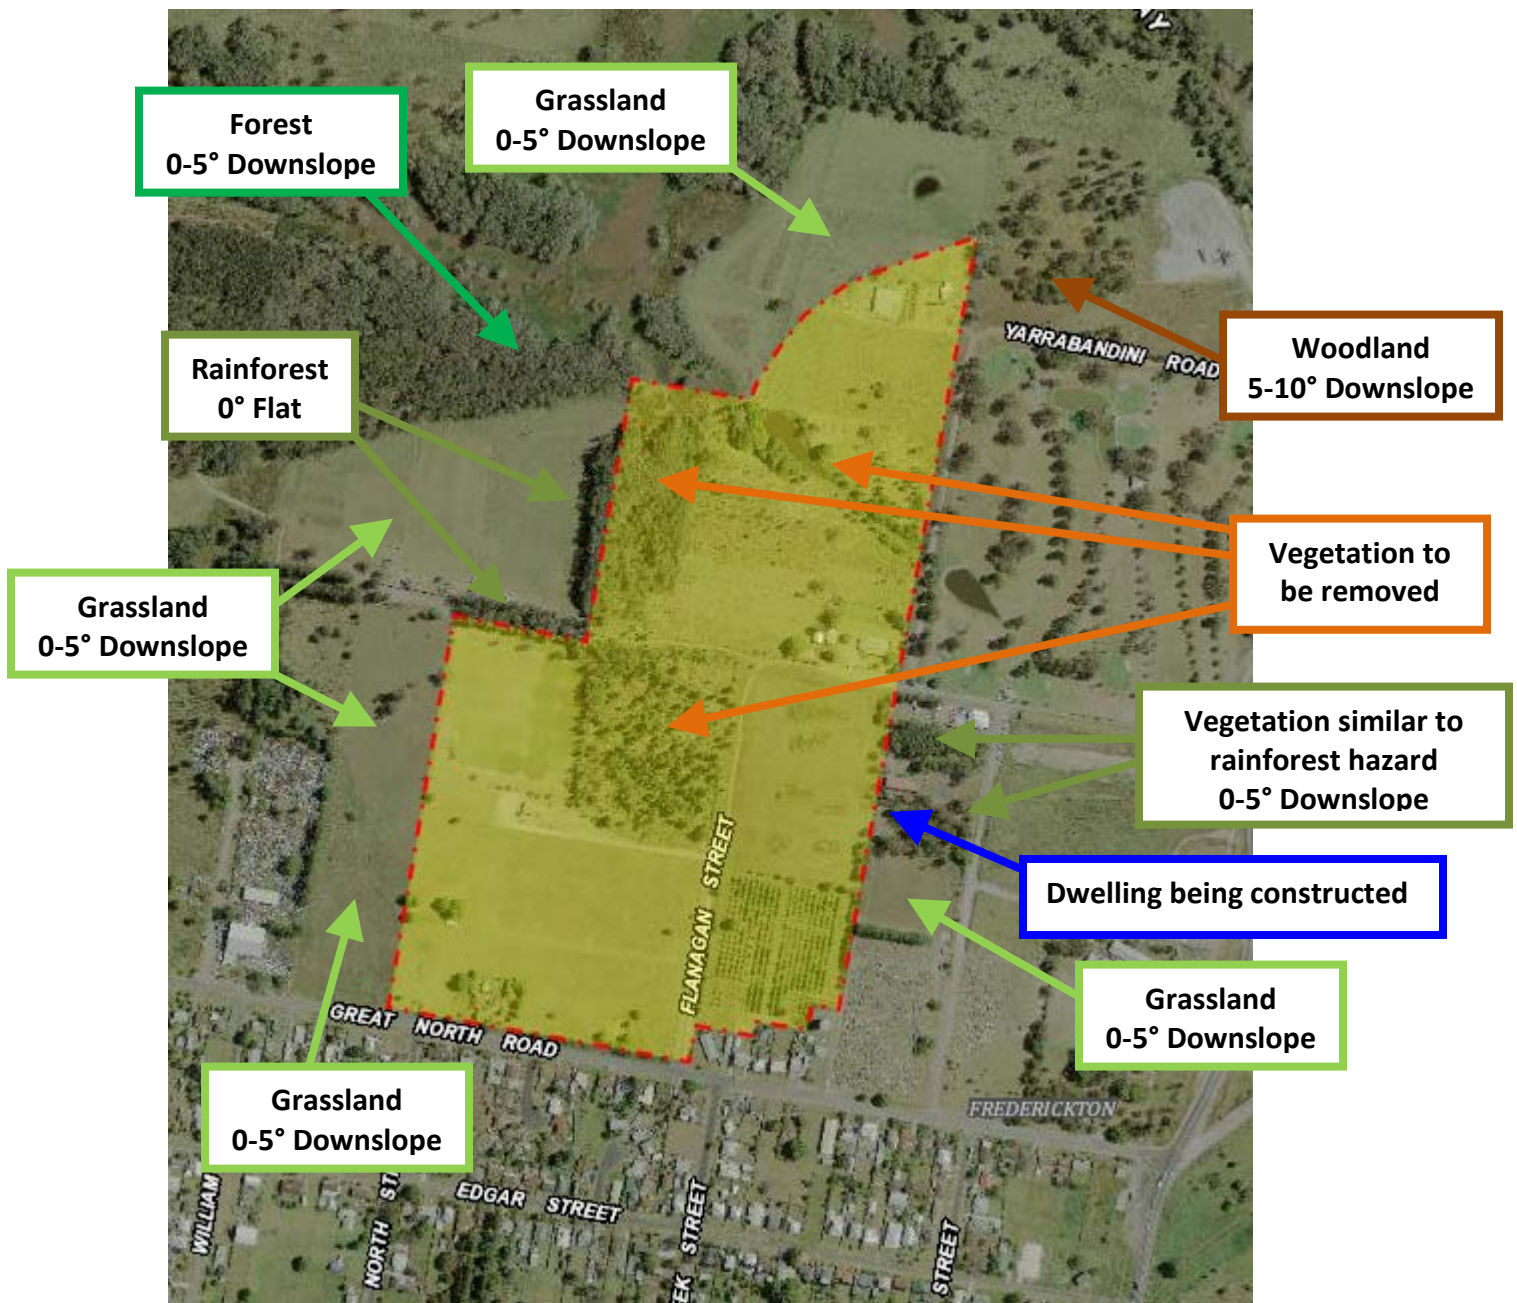 TY
Grassland
0-5° Downslope
Forest
0-5° Downslope
YARRABANDINI ROAD
Woodland
5-10° Downslope
Rainforest
0° Flat
Vegetation to
be removed
Grassland
0-5° Downslope
Vegetation similar to
rainforest hazard
0-5° Downslope
FLANAGAN STREET
Dwelling being constructed
Grassland
0-5° Downslope
GREAT NORTH ROAD
Grassland
0-5° Downslope
FREDERICKTON
WILLIAM
NORTH ST
EDGAR STREET
EK STREET
STREET